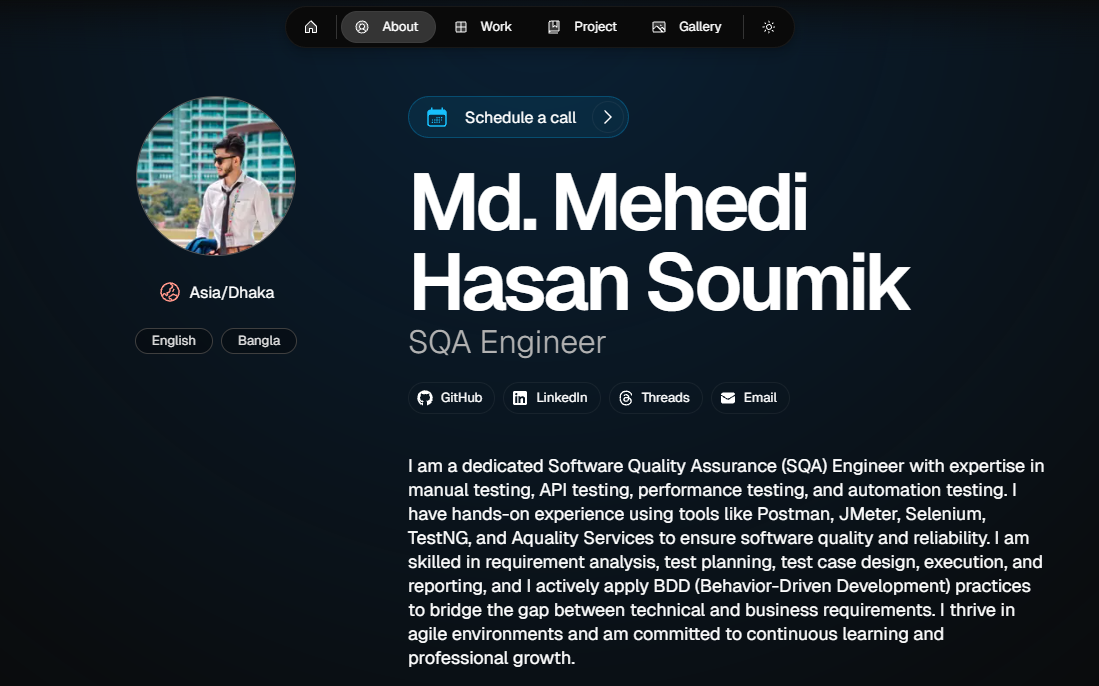 About
Work
Project
Gallery
Schedule a call
Md. Mehedi
Hasan Soumik
SQA Engineer
Asia/Dhaka
English
Bangla
GitHub
LinkedIn
Threads
Email
I am a dedicated Software Quality Assurance (SQA) Engineer with expertise in
manual testing, API testing, performance testing, and automation testing. I
have hands-on experience using tools like Postman, JMeter, Selenium,
TestNG, and Aquality Services to ensure software quality and reliability. I am
skilled in requirement analysis, test planning, test case design, execution, and
reporting, and I actively apply BDD (Behavior-Driven Development) practices
to bridge the gap between technical and business requirements. I thrive in
agile environments and am committed to continuous learning and
professional growth.